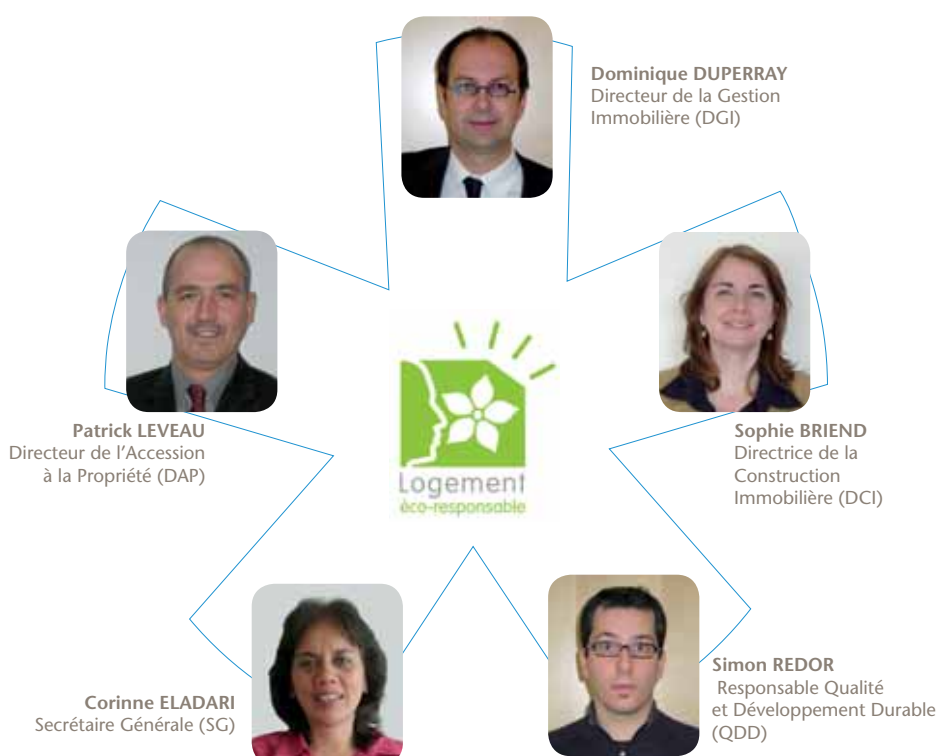 Dominique DUPERRAY
Directeur de la Gestion
Immobilière (DGI)
Patrick LEVEAU
Directeur de l’Accession
à la Propriété (DAP)
Sophie BRIEND
Directrice de la
Construction
Immobilière (DCI)
Logement
éco-responsable
Corinne ELADARI
Secrétaire Générale (SG)
Simon REDOR
Responsable Qualité
et Développement Durable
(QDD)